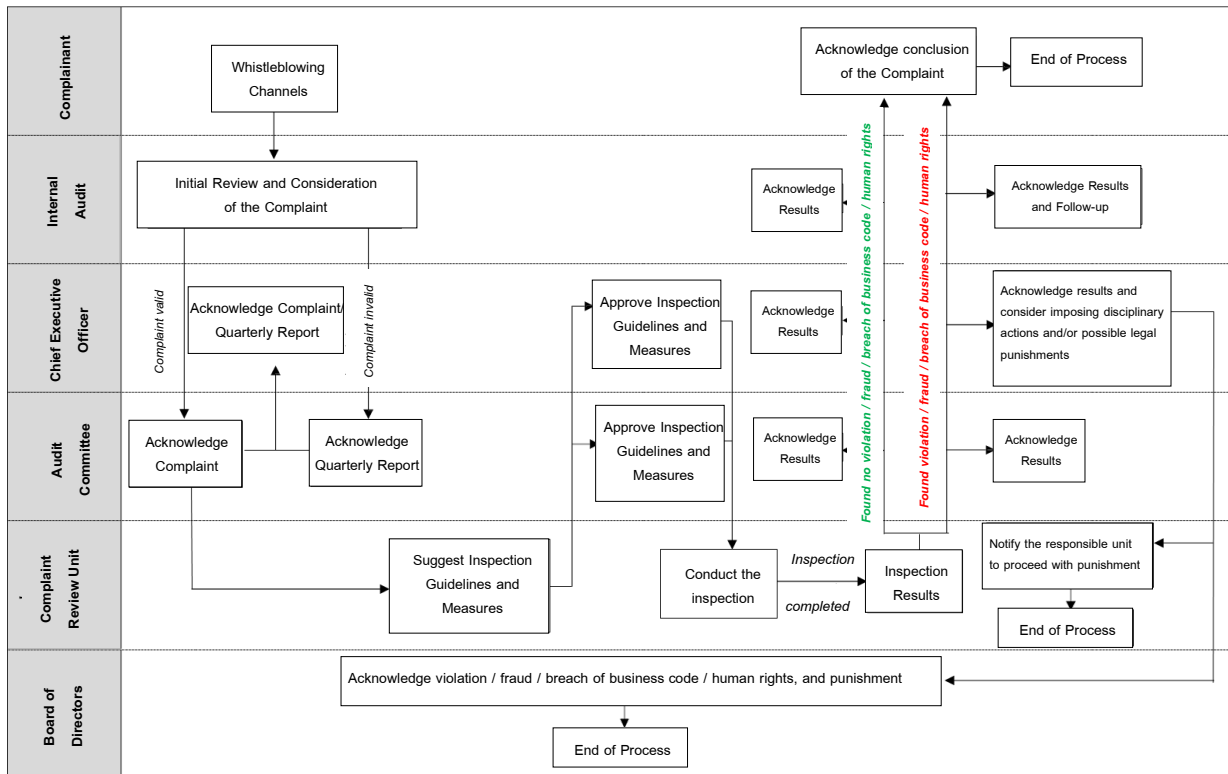 Complainant
Whistleblowing
Channels
Acknowledge conclusion
of the Complaint
End of Process
Internal
Audit
Initial Review and Consideration
of the Complaint
Acknowledge
Results
Acknowledge Results
and Follow-up
Complaint valid
Complaint invalid
Found no violation / fraud / breach of business code / human rights
Found violation / fraud / breach of business code / human rights
Chief Executive
Officer
Acknowledge Complaint/
Quarterly Report
Approve Inspection
Guidelines and
Measures
Acknowledge
Results
Acknowledge results and
consider imposing disciplinary
actions and/or possible legal
punishments
Audit
Committee
Acknowledge
Complaint
Acknowledge
Quarterly Report
Approve Inspection
Guidelines and
Measures
Acknowledge
Results
Acknowledge
Results
Complaint
Review Unit
Suggest Inspection
Guidelines and
Measures
Conduct the
inspection
Inspection
completed
Inspection
Results
Notify the responsible unit
to proceed with punishment
End of Process
Board of
Directors
Acknowledge violation / fraud / breach of business code / human rights, and punishment
End of Process